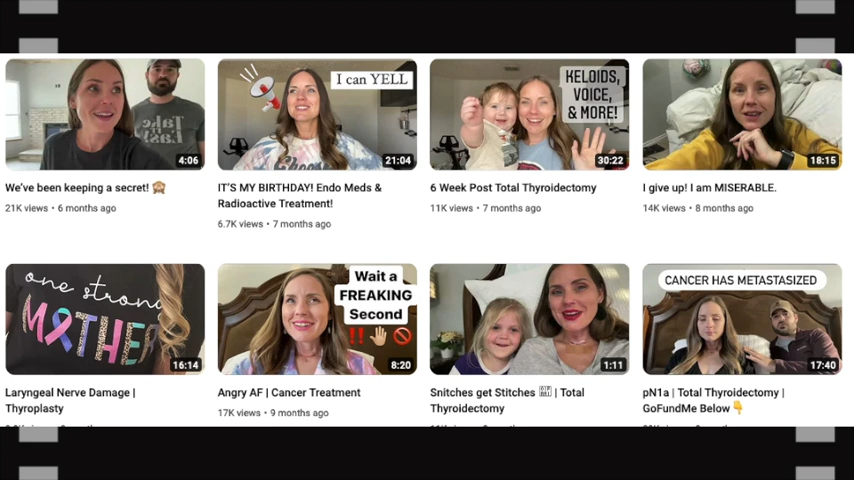 I can YELL
KELOIDS,
VOICE,
& MORE!
4:06
21:04
30:22
18:15
We've been keeping a secret! 🙈
IT'S MY BIRTHDAY! Endo Meds &
Radioactive Treatment!
6 Week Post Total Thyroidectomy
I give up! I am MISERABLE.
21K views • 6 months ago
6.7K views • 7 months ago
11K views • 7 months ago
14K views • 8 months ago
one strong
MOTHER
Wait a
FREAKING
Second
‼️✋🚫
CANCER HAS METASTASIZED
16:14
8:20
1:11
17:40
Laryngeal Nerve Damage |
Thyroplasty
Angry AF | Cancer Treatment
17K views • 9 months ago
Snitches get Stitches | Total
Thyroidectomy
pN1a | Total Thyroidectomy |
GoFundMe Below 👇